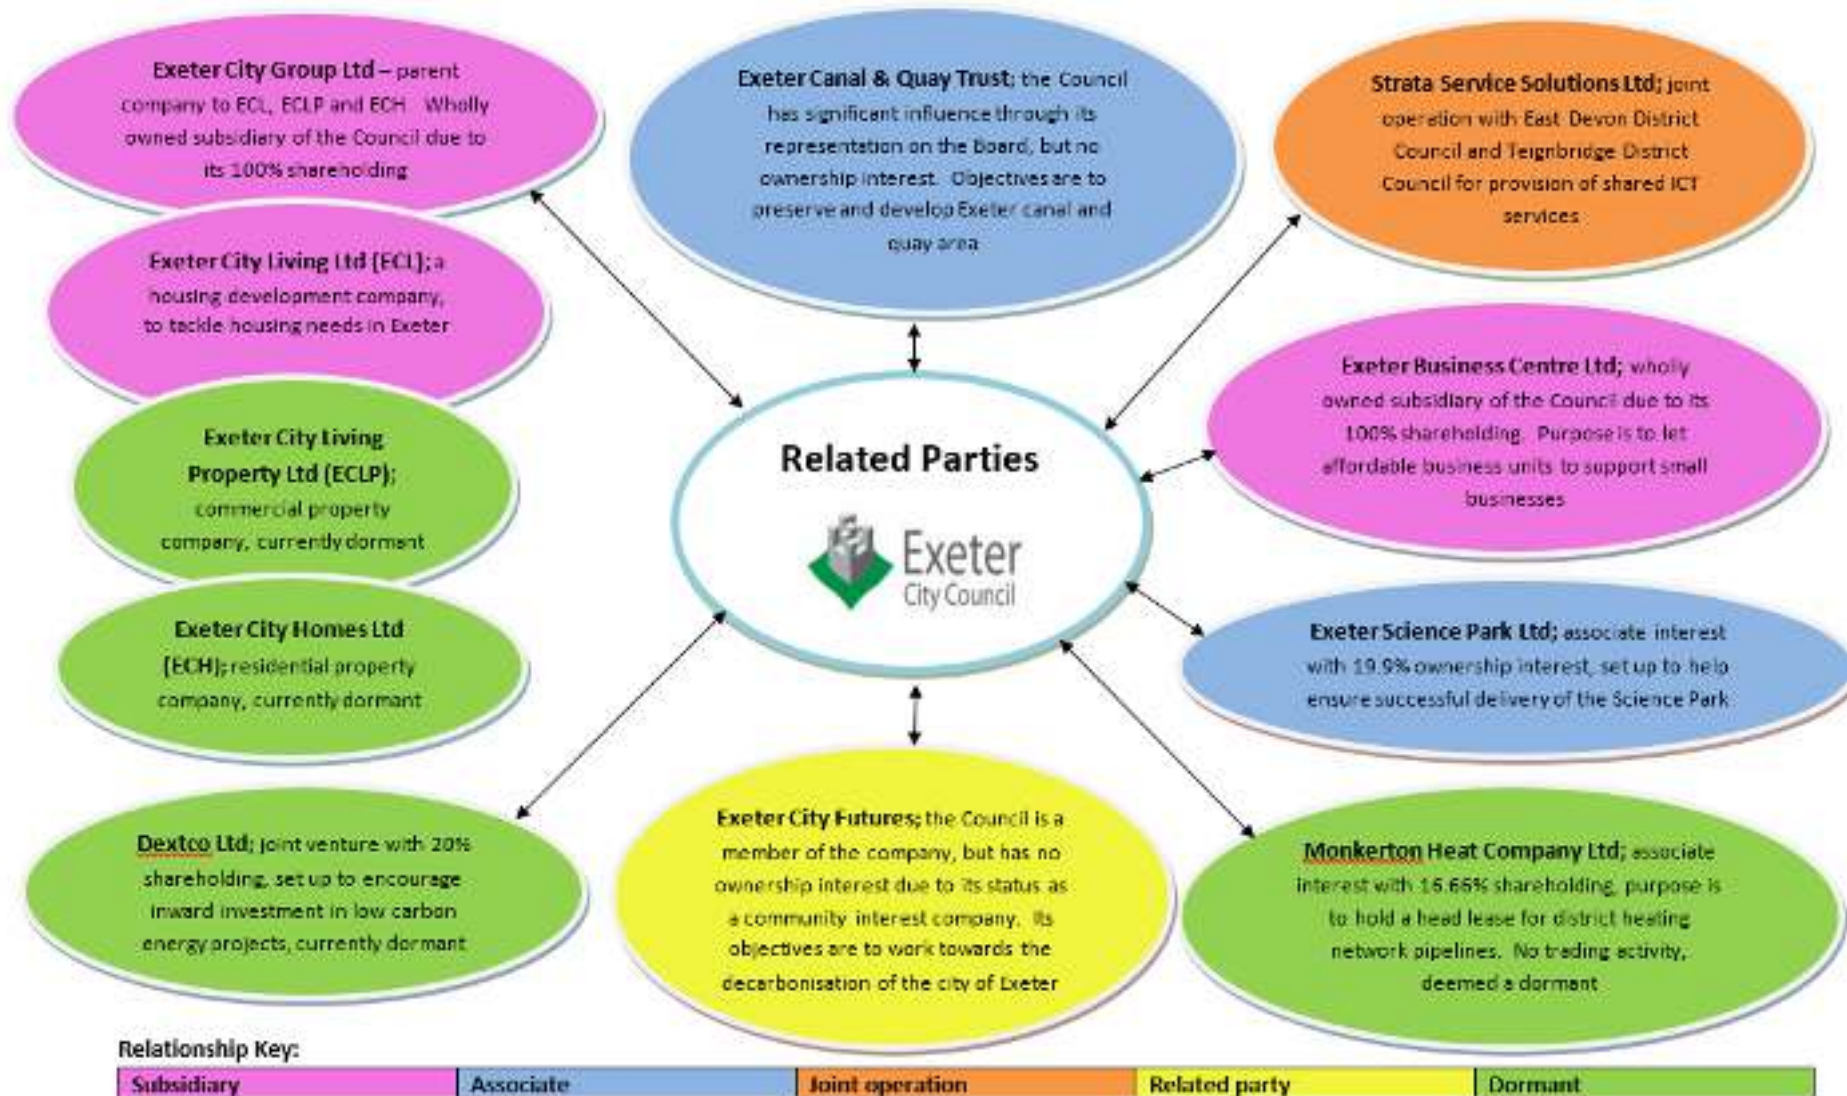 Exeter City Group Ltd – parent
company to ECL, ECLP and ECH Wholly
owned subsidiary of the Council due to
its 100% shareholding
Exeter City Living Ltd (ECL); a
housing development company,
to tackle housing needs in Exeter
Exeter City Living
Property Ltd (ECLP);
commercial property
company, currently dormant
Exeter City Homes Ltd
(ECH); residential property
company, currently dormant
Dextco Ltd; joint venture with 20%
shareholding, set up to encourage
inward investment in low carbon
energy projects, currently dormant
Exeter Canal & Quay Trust; the Council
has significant influence through its
representation on the Board, but no
ownership interest. Objectives are to
preserve and develop Exeter canal and
quay area
Related Parties
Exeter
City Council
Exeter City Futures; the Council is a
member of the company, but has no
ownership interest due to its status as
a community interest company. Its
objectives are to work towards the
decarbonisation of the city of Exeter
Strata Service Solutions Ltd; joint
operation with East Devon District
Council and Teignbridge District
Council for provision of shared ICT
services
Exeter Business Centre Ltd; wholly
owned subsidiary of the Council due to its
100% shareholding. Purpose is to let
affordable business units to support small
businesses
Exeter Science Park Ltd; associate interest
with 19.9% ownership interest, set up to help
ensure successful delivery of the Science Park
Monkerton Heat Company Ltd; associate
interest with 16.66% shareholding, purpose is
to hold a head lease for district heating
network pipelines. No trading activity,
deemed a dormant
Relationship Key:
Subsidiary Associate Joint operation Related party Dormant